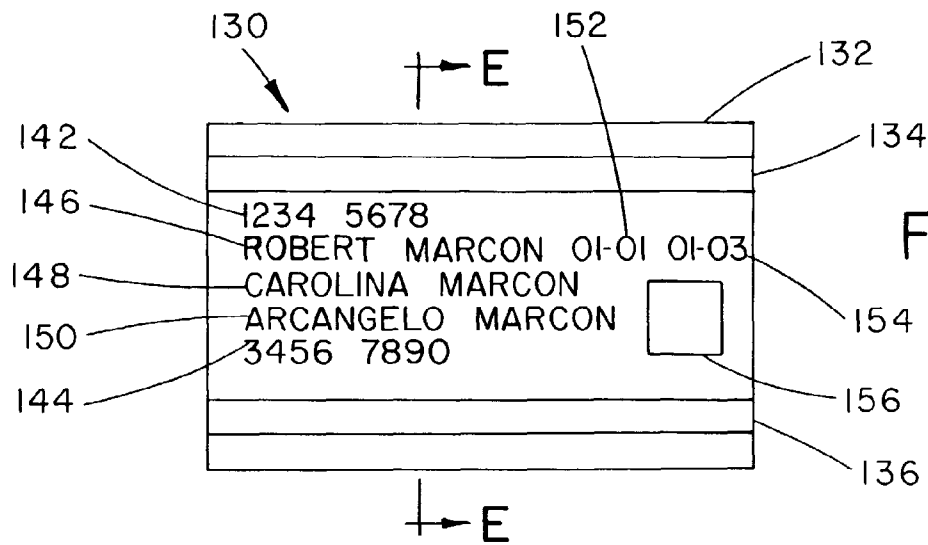 130
152
E
132
142
134
1234 5678
146
ROBERT MARCON 01-01 01-03
F
148
CAROLINA MARCON
150
ARCANGELO MARCON
154
3456 7890
144
156
136
E